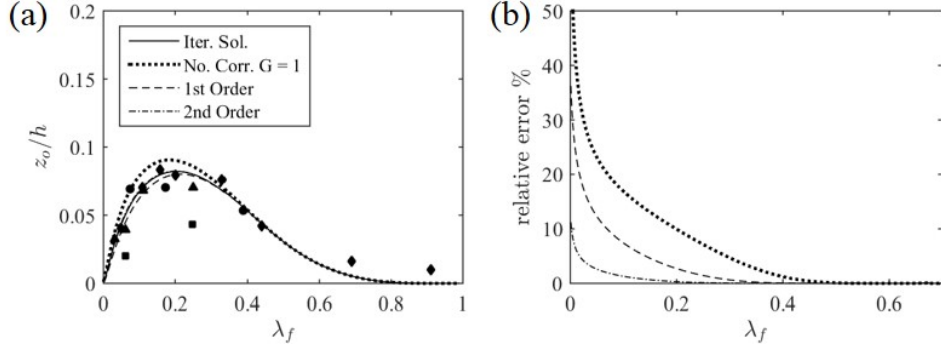 (a)
0.2
0.15
0.1
0.05
0
z_o/h
Iter. Sol.
No. Corr. G = 1
1st Order
2nd Order
0 0.2 0.4 0.6 0.8 1
λ_f
(b)
50
40
30
20
10
0
relative error %
0 0.2 0.4 0.6
λ_f